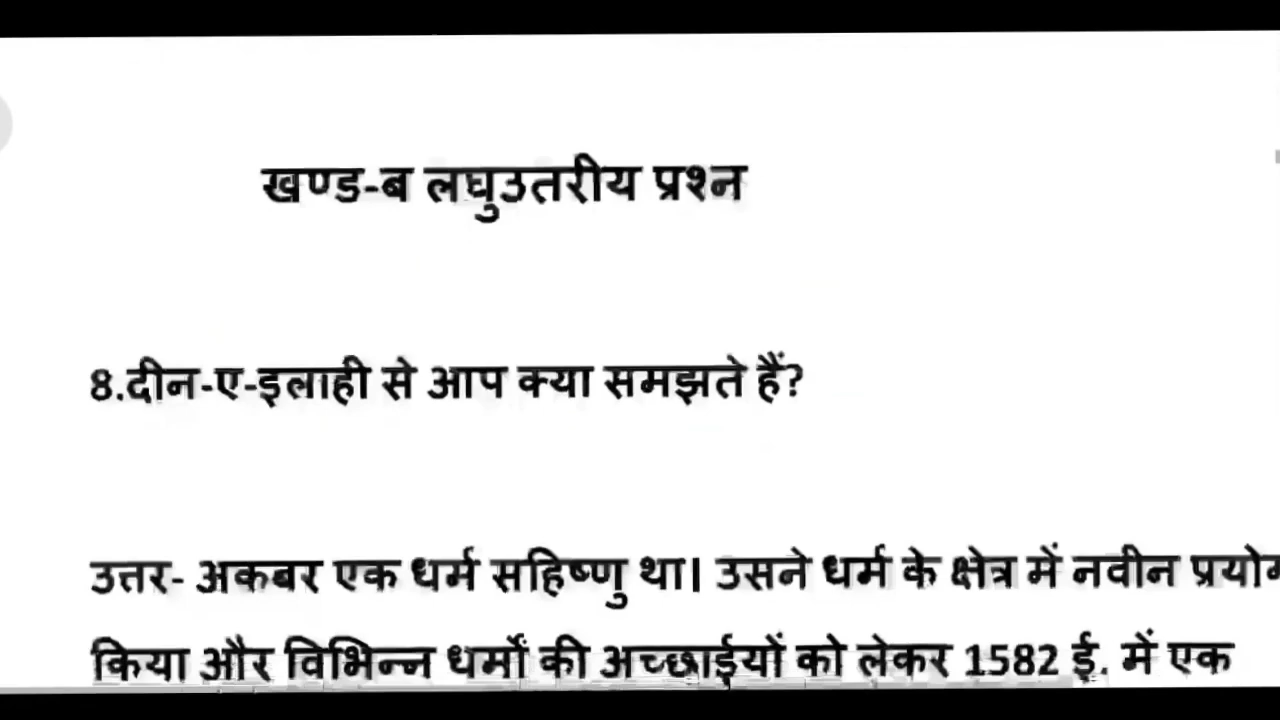 खण्ड-ब लघुउतरीय प्रश्न
8.दीन-ए-इलाही से आप क्या समझते हैं?
उत्तर- अकबर एक धर्म सहिष्णु था। उसने धर्म के क्षेत्र में नवीन
किया और विभिन्न धर्मों की अच्छाईयों को लेकर 1582 ई. में एक